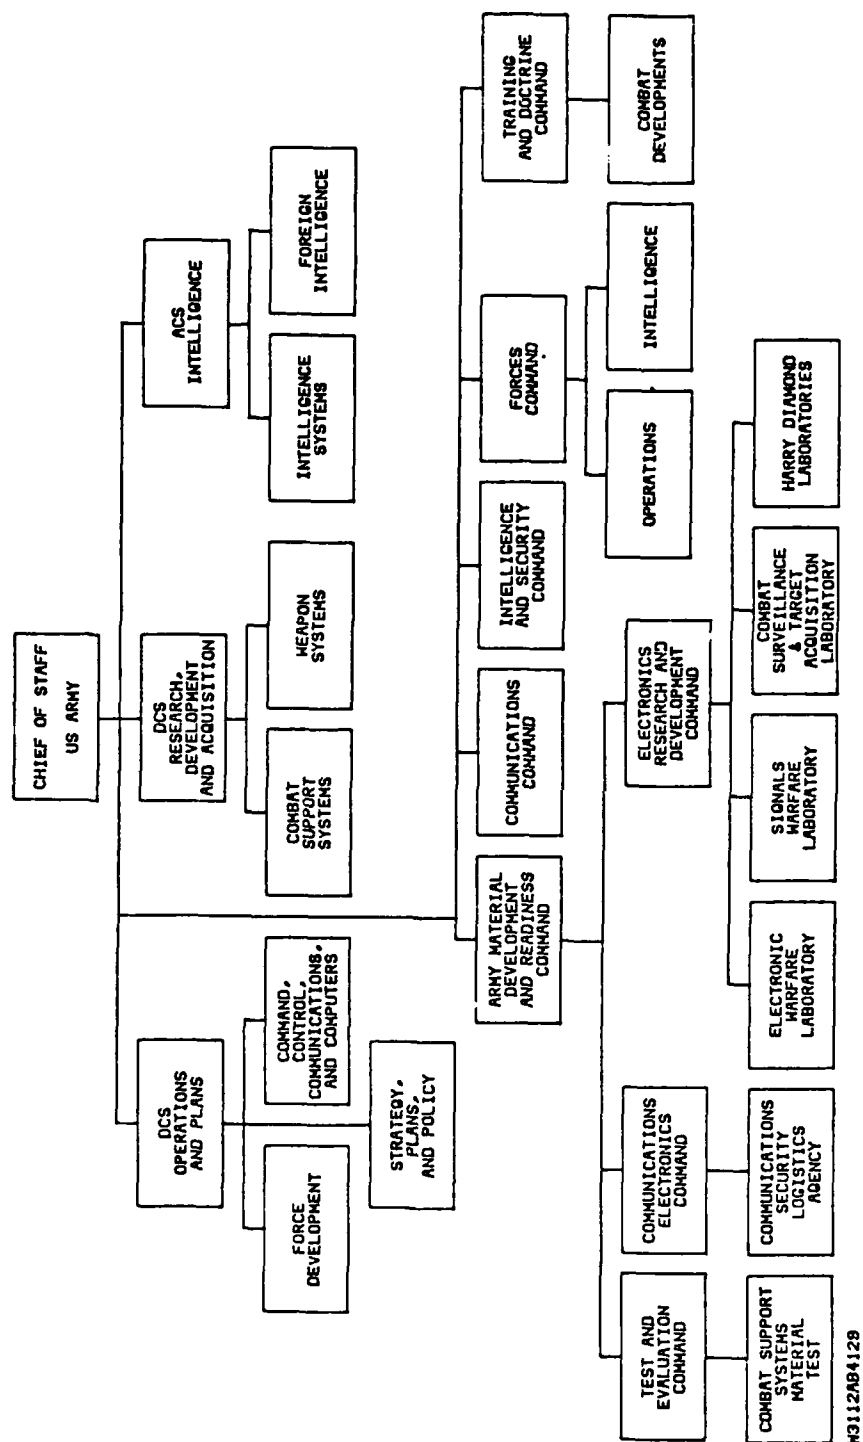 CHIEF OF STAFF
US ARMY
DCS
OPERATIONS
AND PLANS
DCS
RESEARCH,
DEVELOPMENT
AND ACQUISITION
ACS
INTELLIGENCE
FORCE
DEVELOPMENT
COMMAND,
CONTROL,
COMMUNICATIONS,
AND COMPUTERS
COMBAT
SUPPORT
SYSTEMS
WEAPON
SYSTEMS
INTELLIGENCE
SYSTEMS
FOREIGN
INTELLIGENCE
STRATEGY,
PLANS,
AND POLICY
ARMY MATERIAL
DEVELOPMENT
AND READINESS
COMMAND
COMMUNICATIONS
COMMAND
INTELLIGENCE
AND SECURITY
COMMAND
FORCES
COMMAND
TRAINING
AND DOCTRINE
COMMAND
OPERATIONS
INTELLIGENCE
COMBAT
DEVELOPMENTS
TEST AND
EVALUATION
COMMAND
COMMUNICATIONS
ELECTRONICS
COMMAND
ELECTRONICS
RESEARCH AND
DEVELOPMENT
COMMAND
COMBAT SUPPORT
SYSTEMS
MATERIAL
TEST
COMMUNICATIONS
SECURITY
LOGISTICS
AGENCY
ELECTRONIC
WARFARE
LABORATORY
SIGNALS
WARFARE
LABORATORY
COMBAT
SURVEILLANCE
& TARGET
ACQUISITION
LABORATORY
HARRY DIAMOND
LABORATORIES
M3112AB4129